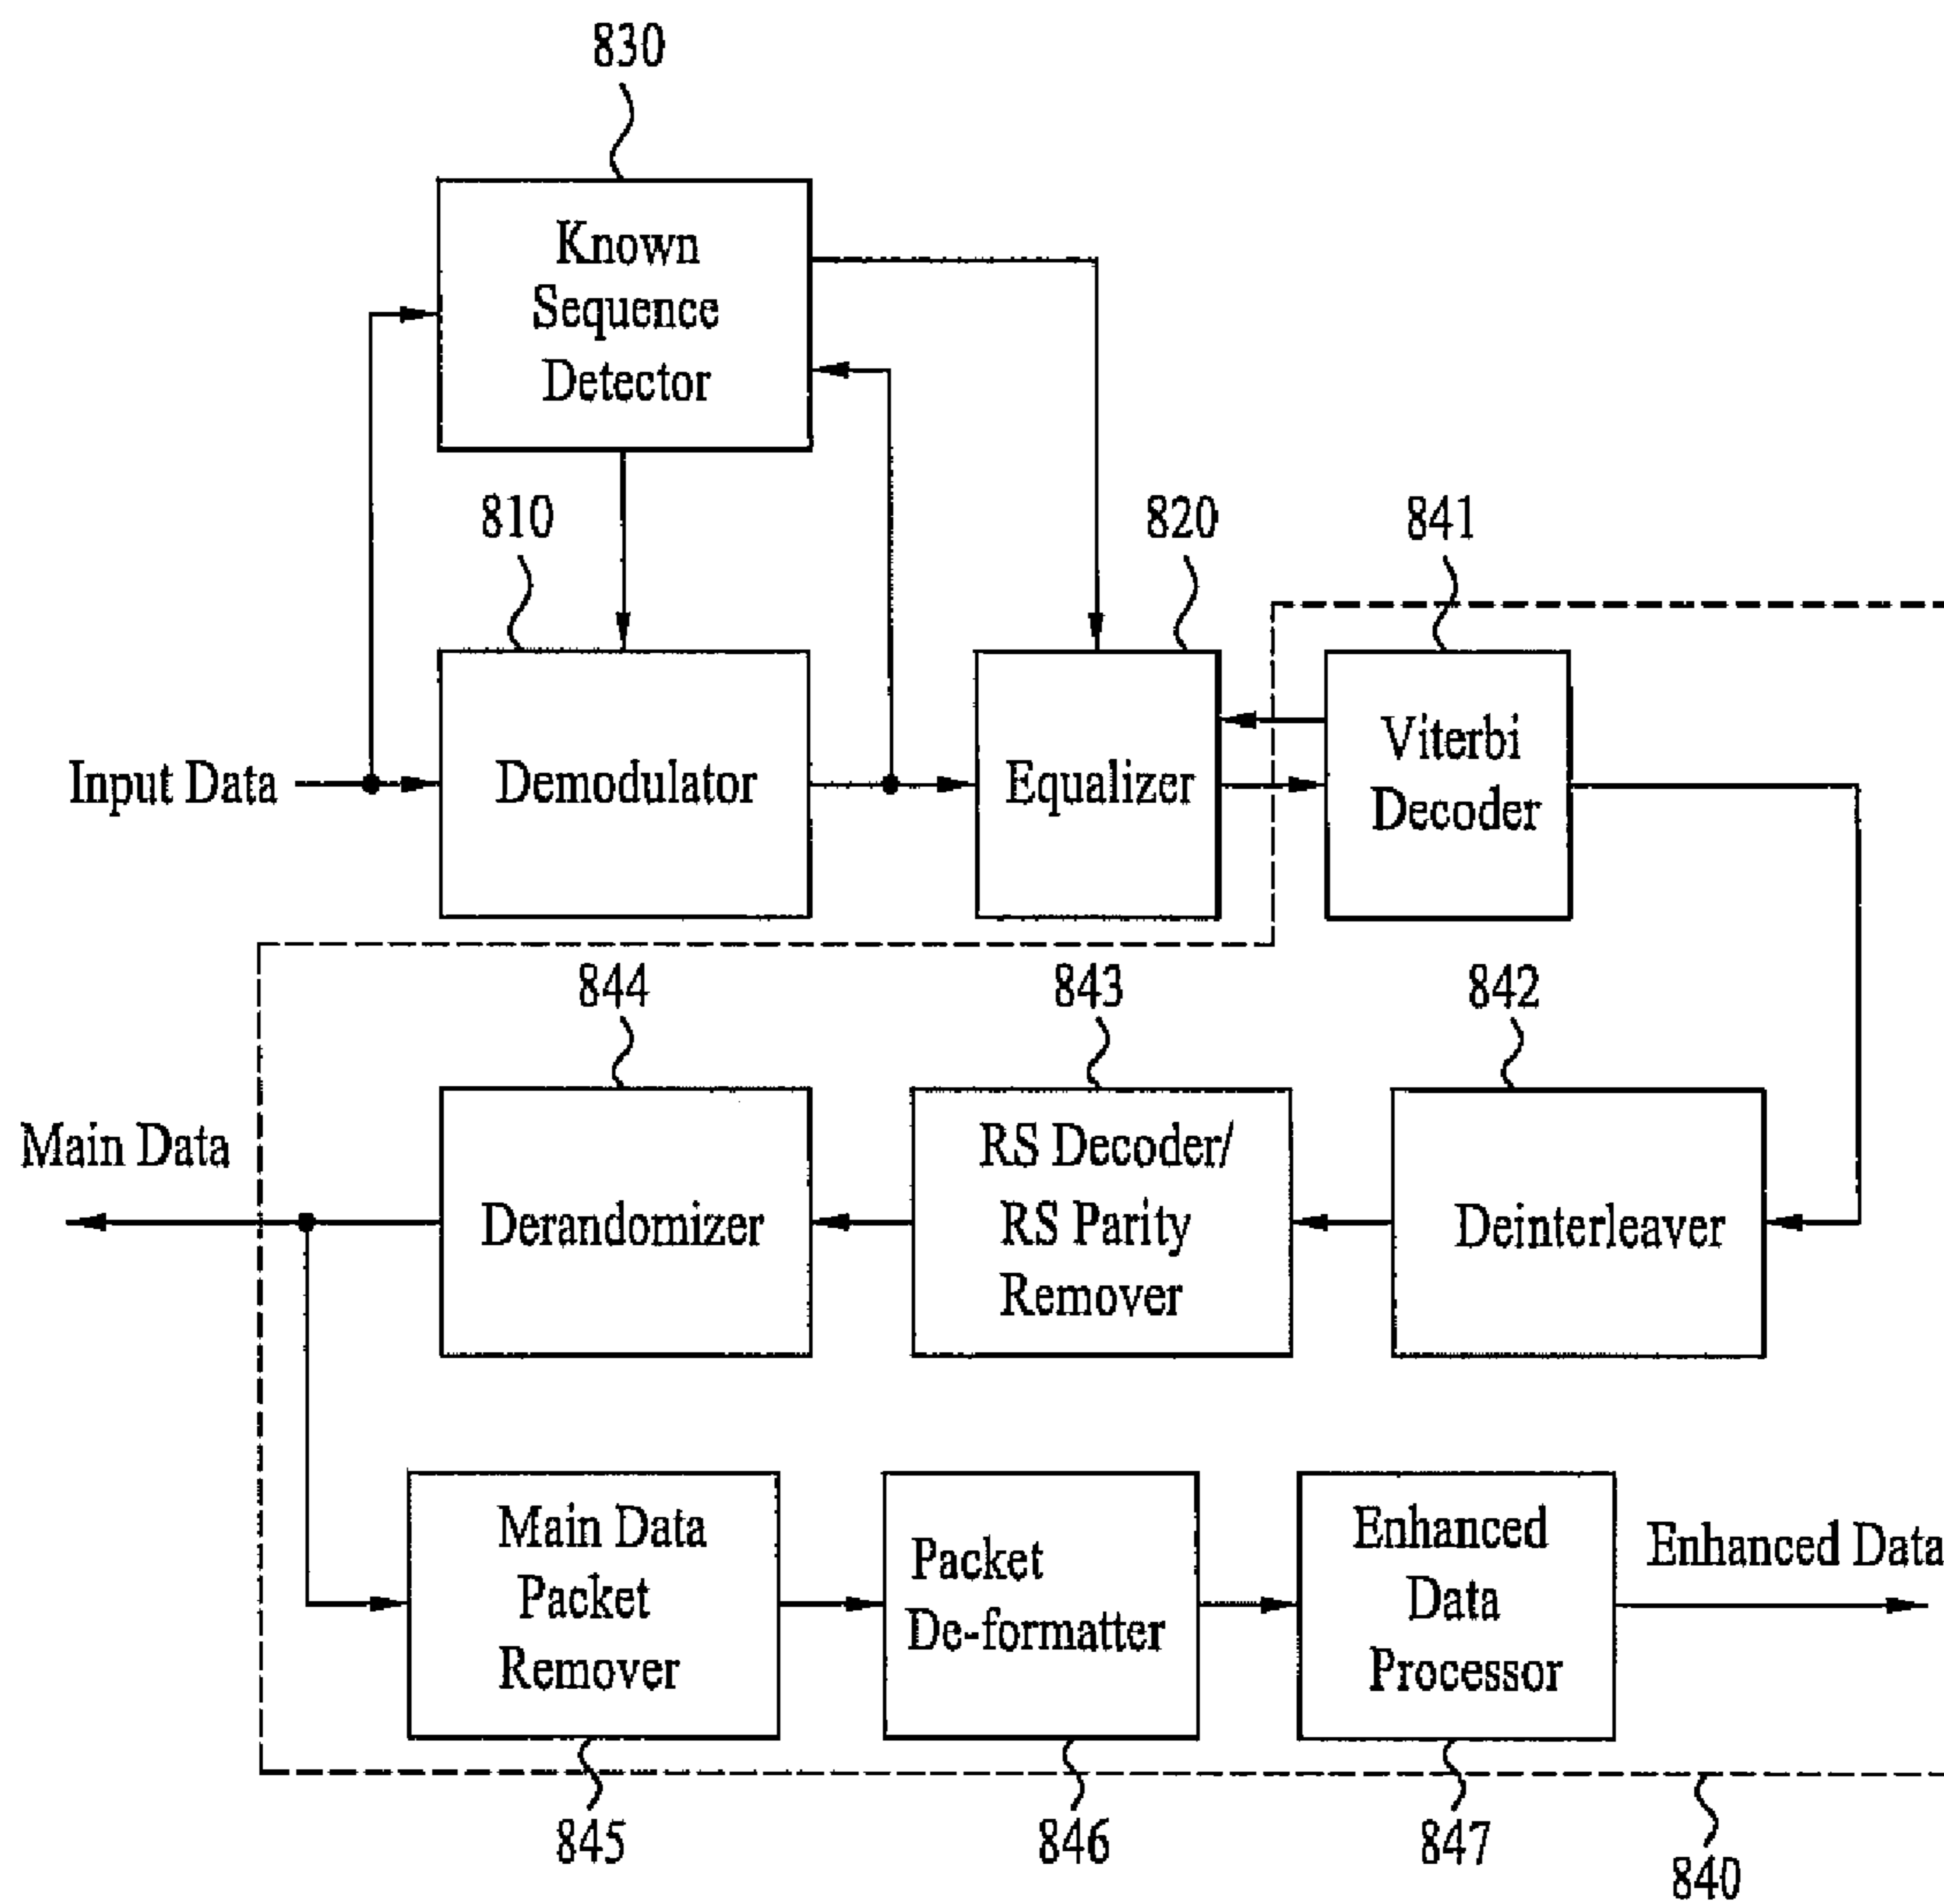 830
Known
Sequence
Detector
810
820
841
Input Data
Demodulator
Equalizer
Viterbi
Decoder
844
843
842
Main Data
Derandomizer
RS Decoder/
RS Parity
Remover
Deinterleaver
Main Data
Packet
Remover
Packet
De-formatter
Enhanced
Data
Processor
Enhanced Data
845
846
847
840